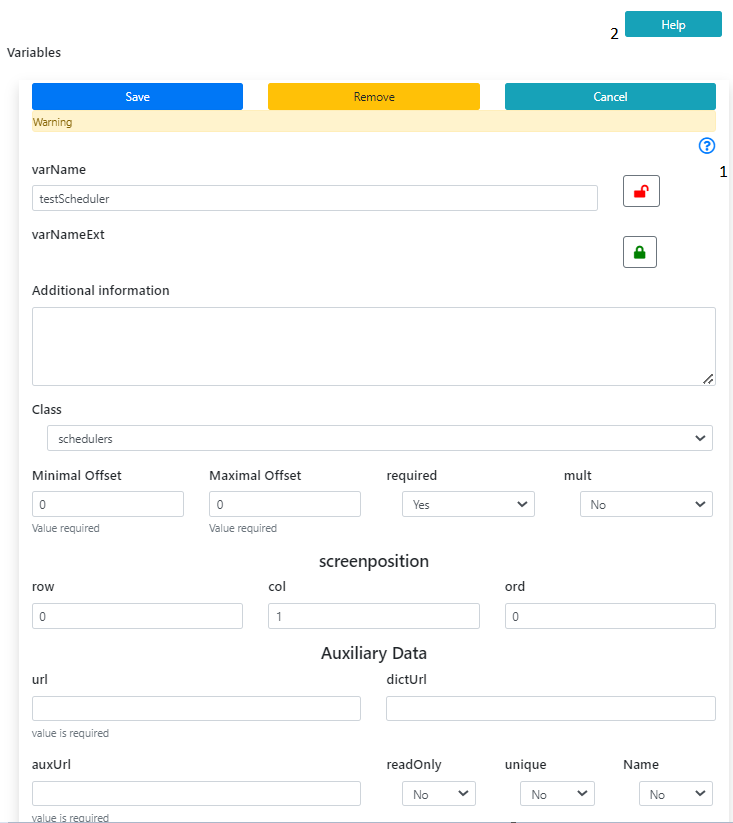 2 Help
Variables
Save Remove Cancel
Warning
1
varName
testScheduler
varNameExt
Additional information
Class
schedulers
Minimal Offset Maximal Offset required mult
0 0 Yes No
Value required Value required
screenposition
row col ord
0 1 0
Auxiliary Data
url dictUrl
value is required
auxUrl readOnly unique Name
No No No
value is required